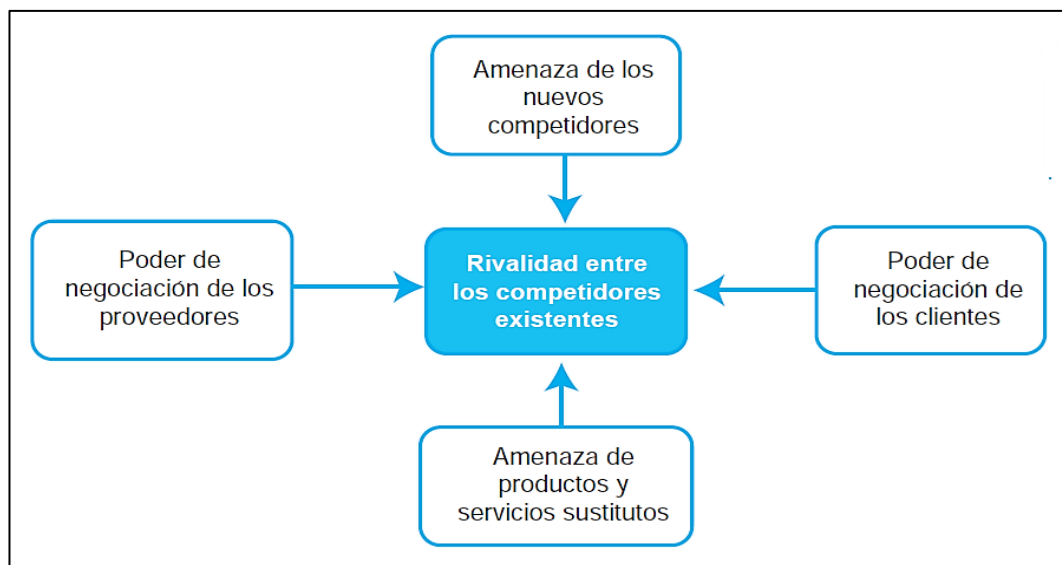 Amenaza de los
nuevos
competidores
Poder de
negociación de los
proveedores
Rivalidad entre
los competidores
existentes
Poder de
negociación de
los clientes
Amenaza de
productos y
servicios sustitutos